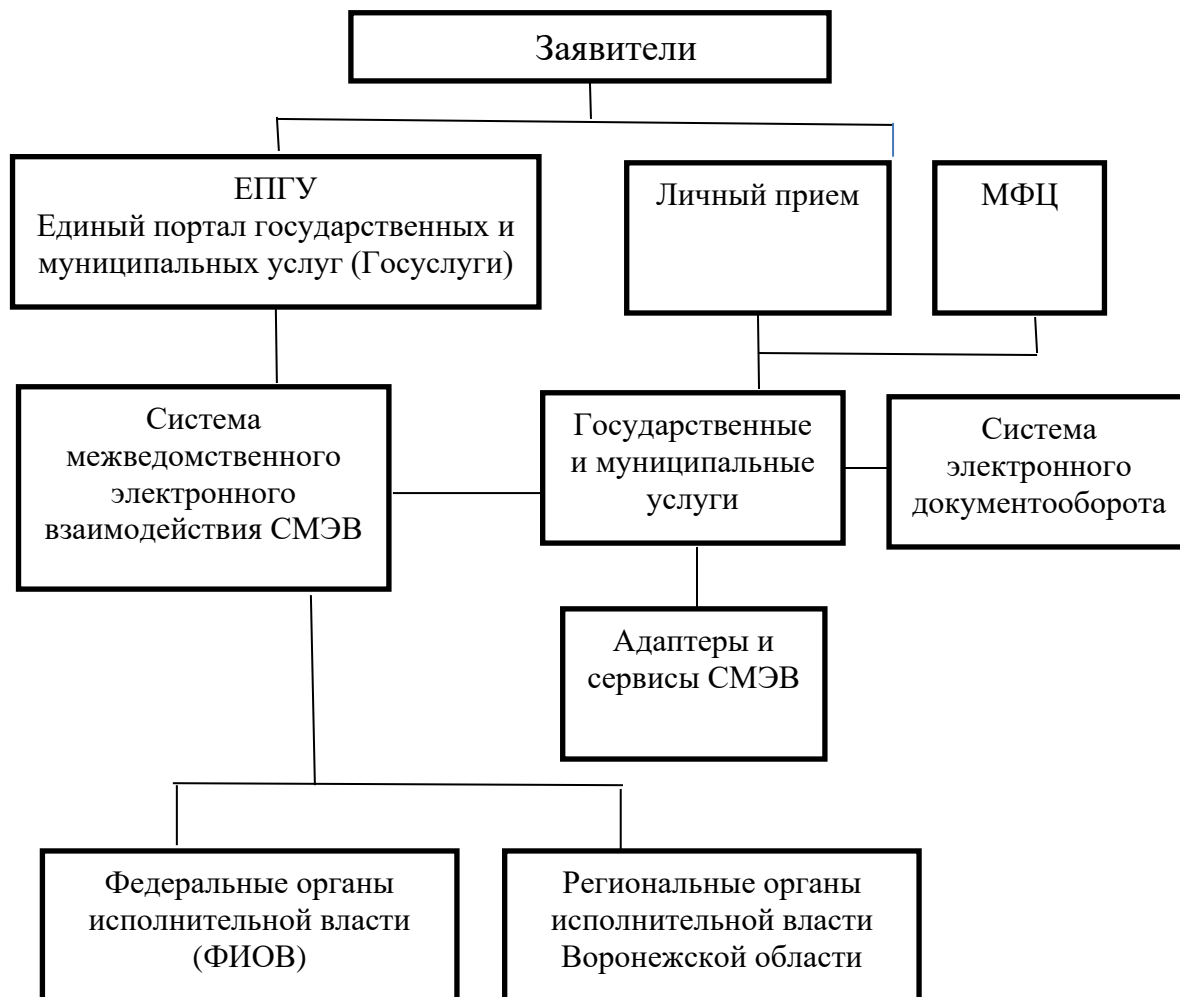 Заявители
ЕПГУ
Единый портал государственных и
муниципальных услуг (Госуслуги)
Личный прием
МФЦ
Система
межведомственного
электронного
взаимодействия СМЭВ
Государственные
и муниципальные
услуги
Система
электронного
документооборота
Адаптеры и
сервисы СМЭВ
Федеральные органы
исполнительной власти
(ФИОВ)
Региональные органы
исполнительной власти
Воронежской области